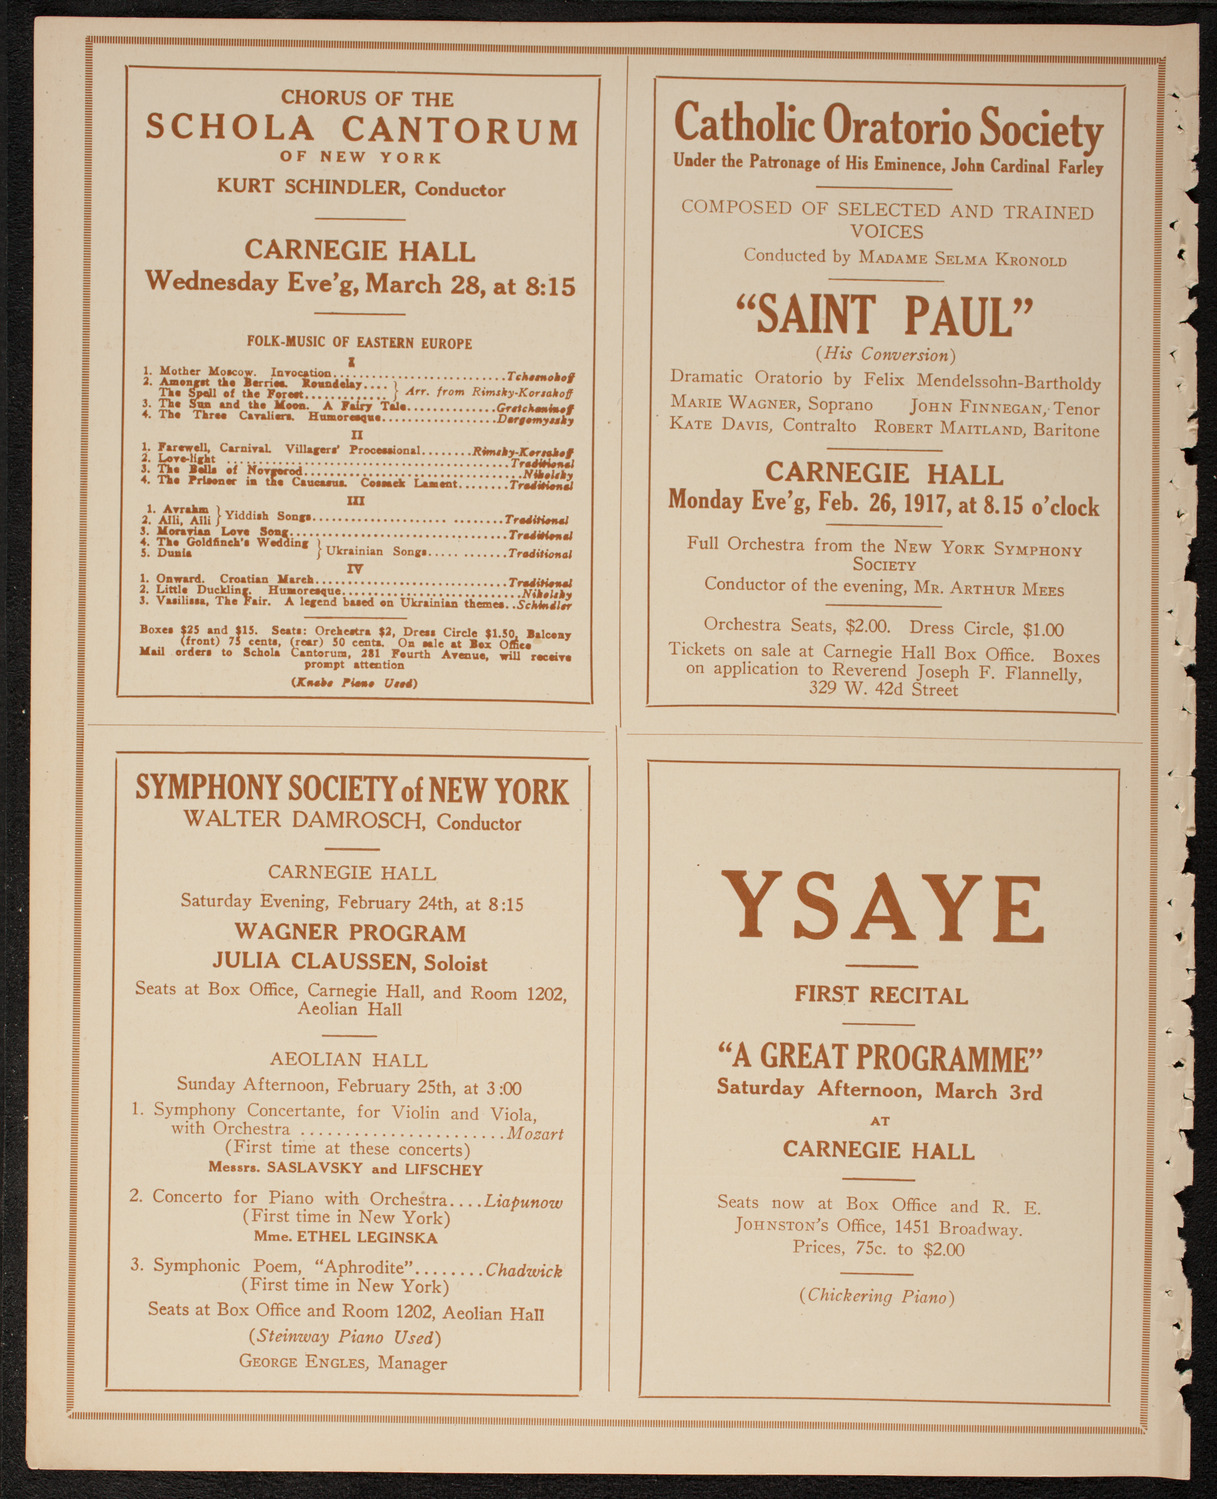 CHORUS OF THE
SCHOLA CANTORUM
OF NEW YORK
KURT SCHINDLER, Conductor
CARNEGIE HALL
Wednesday Eve'g, March 28, at 8:15
FOLK-MUSIC OF EASTERN EUROPE
I
1. Mother Moscow. Invocation..............................Tchesnokoff
2. Amongst the Berries. Roundelay....
The Spell of the Forest............ } Arr. from Rimsky-Korsakoff
3. The Sun and the Moon. A Fairy Tale..............Gretchaninoff
4. The Three Cavaliers. Humoresque..................Dargomyzsky
II
1. Farewell, Carnival. Villagers' Processional........Rimsky-Korsakoff
2. Love-light ..................................................Traditional
3. The Bells of Novgorod......................................Nikolsky
4. The Prisoner in the Caucasus. Cossack Lament........Traditional
III
1. Avrahm
2. Alli, Alli } Yiddish Songs................................Traditional
3. Moravian Love Song........................................Traditional
4. The Goldfinch's Wedding
5. Dunia } Ukrainian Songs..............Traditional
IV
1. Onward. Croatian March..................................Traditional
2. Little Duckling. Humoresque................................Nikolsky
3. Vasilissa, The Fair. A legend based on Ukrainian themes..Schindler
Boxes $25 and $15. Seats: Orchestra $2, Dress Circle $1.50, Balcony
(front) 75 cents, (rear) 50 cents. On sale at Box Office
Mail orders to Schola Cantorum, 281 Fourth Avenue, will receive
prompt attention
(Knabe Piano Used)
Catholic Oratorio Society
Under the Patronage of His Eminence, John Cardinal Farley
COMPOSED OF SELECTED AND TRAINED
VOICES
Conducted by MADAME SELMA KRONOLD
"SAINT PAUL"
(His Conversion)
Dramatic Oratorio by Felix Mendelssohn-Bartholdy
MARIE WAGNER, Soprano JOHN FINNEGAN, Tenor
KATE DAVIS, Contralto ROBERT MAITLAND, Baritone
CARNEGIE HALL
Monday Eve'g, Feb. 26, 1917, at 8.15 o'clock
Full Orchestra from the NEW YORK SYMPHONY
SOCIETY
Conductor of the evening, MR. ARTHUR MEES
Orchestra Seats, $2.00. Dress Circle, $1.00
Tickets on sale at Carnegie Hall Box Office. Boxes
on application to Reverend Joseph F. Flannelly,
329 W. 42d Street
SYMPHONY SOCIETY of NEW YORK
WALTER DAMROSCH, Conductor
CARNEGIE HALL
Saturday Evening, February 24th, at 8:15
WAGNER PROGRAM
JULIA CLAUSSEN, Soloist
Seats at Box Office, Carnegie Hall, and Room 1202,
Aeolian Hall
AEOLIAN HALL
Sunday Afternoon, February 25th, at 3:00
1. Symphony Concertante, for Violin and Viola,
with Orchestra .......................Mozart
(First time at these concerts)
Messrs. SASLAVSKY and LIFSCHEY
2. Concerto for Piano with Orchestra....Liapunow
(First time in New York)
Mme. ETHEL LEGINSKA
3. Symphonic Poem, "Aphrodite"........Chadwick
(First time in New York)
Seats at Box Office and Room 1202, Aeolian Hall
(Steinway Piano Used)
GEORGE ENGLES, Manager
YSAYE
FIRST RECITAL
"A GREAT PROGRAMME"
Saturday Afternoon, March 3rd
AT
CARNEGIE HALL
Seats now at Box Office and R. E.
JOHNSTON'S Office, 1451 Broadway.
Prices, 75c. to $2.00
(Chickering Piano)